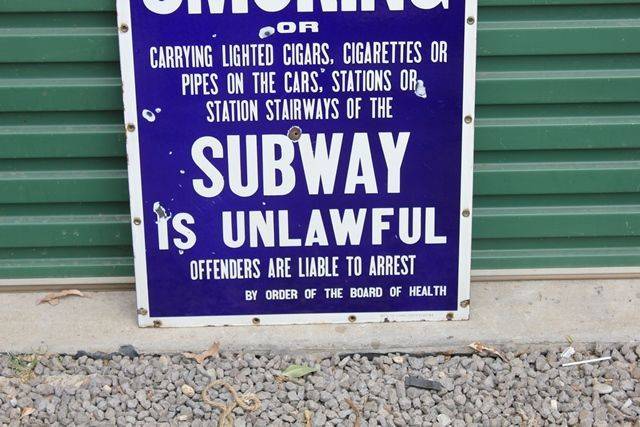 SMOKING
OR
CARRYING LIGHTED CIGARS, CIGARETTES OR
PIPES ON THE CARS, STATIONS OR
STATION STAIRWAYS OF THE
SUBWAY
IS UNLAWFUL
OFFENDERS ARE LIABLE TO ARREST
BY ORDER OF THE BOARD OF HEALTH